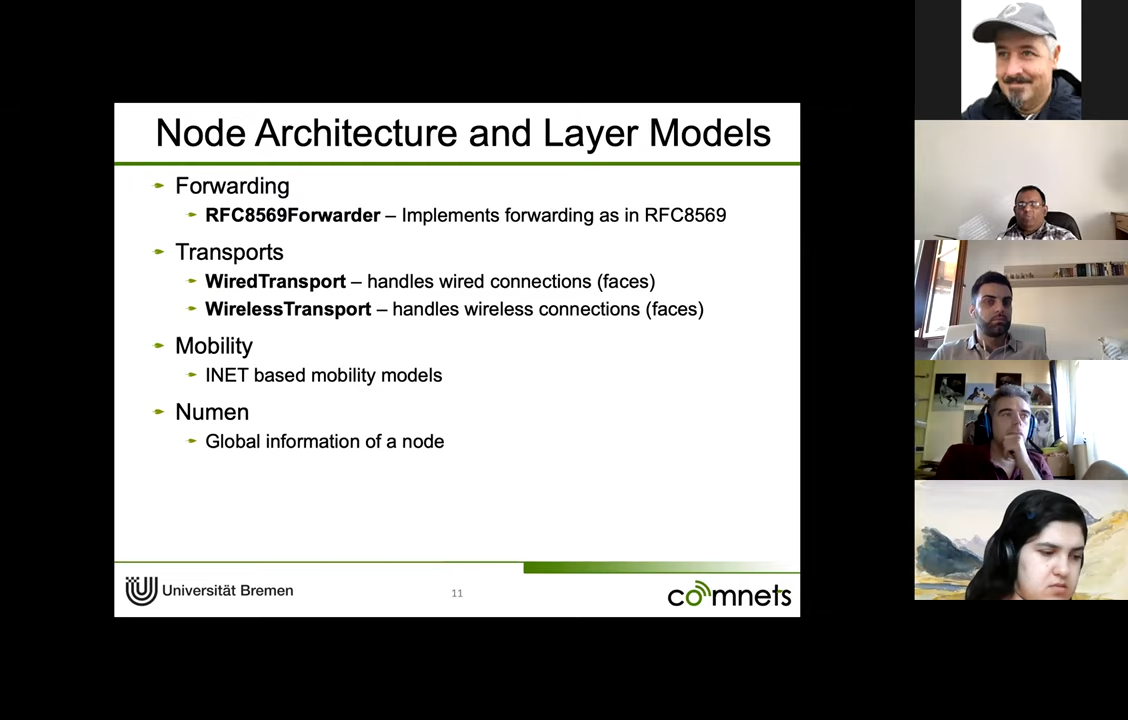 Node Architecture and Layer Models
Forwarding
RFC8569Forwarder – Implements forwarding as in RFC8569
Transports
WiredTransport – handles wired connections (faces)
WirelessTransport – handles wireless connections (faces)
Mobility
INET based mobility models
Numen
Global information of a node
Universität Bremen
11
comnets